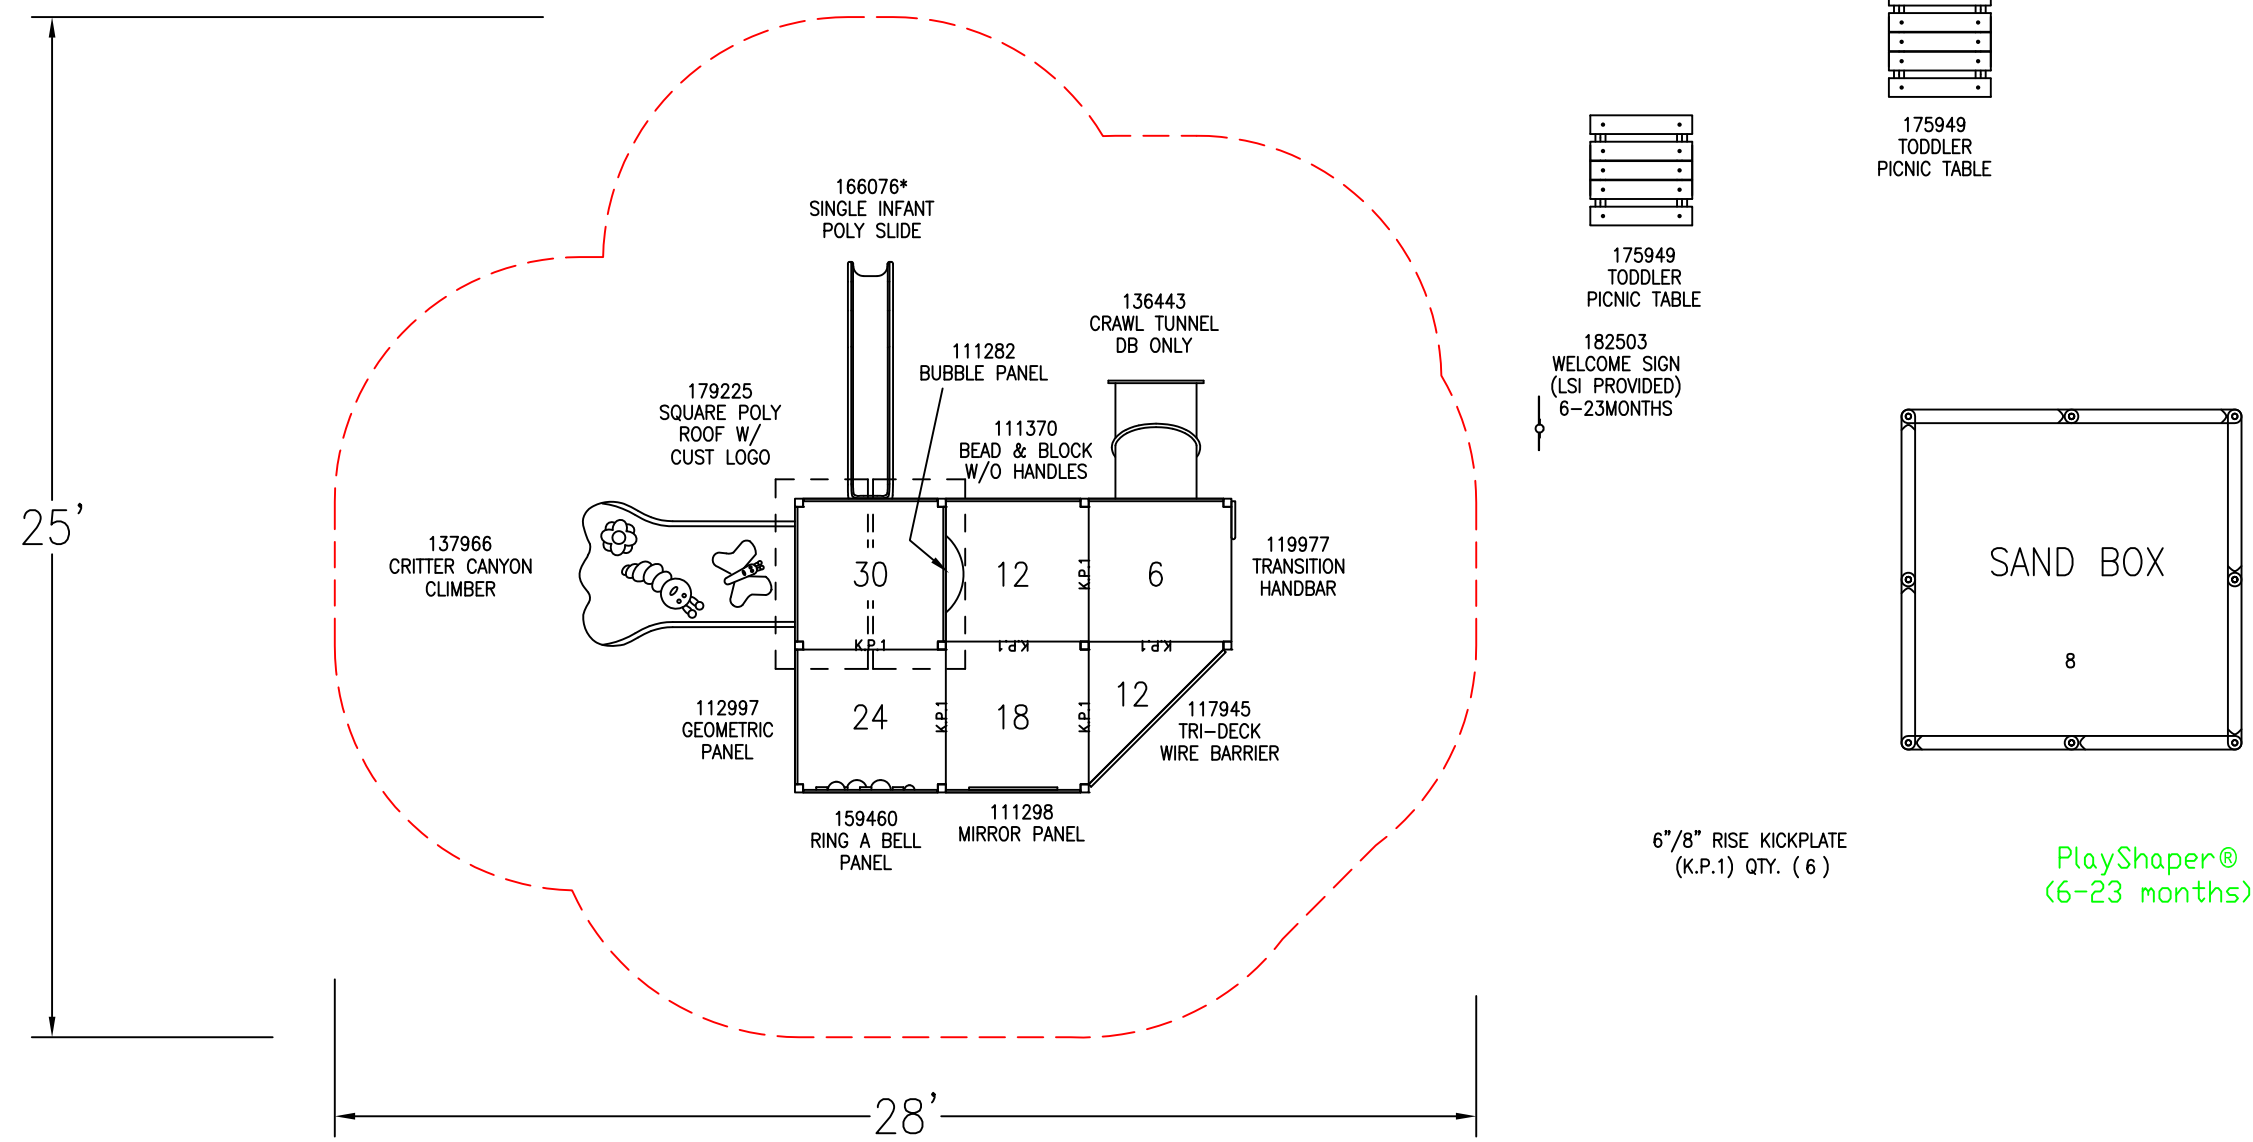 175949
TODDLER
PICNIC TABLE
175949
TODDLER
PICNIC TABLE
166076*
SINGLE INFANT
POLY SLIDE
136443
CRAWL TUNNEL
DB ONLY
111282
BUBBLE PANEL
182503
WELCOME SIGN
(LSI PROVIDED)
6-23MONTHS
179225
SQUARE POLY
ROOF W/
CUST LOGO
111370
BEAD & BLOCK
W/O HANDLES
25'
137966
CRITTER CANYON
CLIMBER
30
12
K.P.1
6
119977
TRANSITION
HANDBAR
SAND BOX
8
K.P.1
K.P.1
K.P.1
112997
GEOMETRIC
PANEL
24
K.P.1
18
K.P.1
12
117945
TRI-DECK
WIRE BARRIER
159460
RING A BELL
PANEL
111298
MIRROR PANEL
6"/8" RISE KICKPLATE
(K.P.1) QTY. ( 6 )
PlayShaper®
(6-23 months)
28'